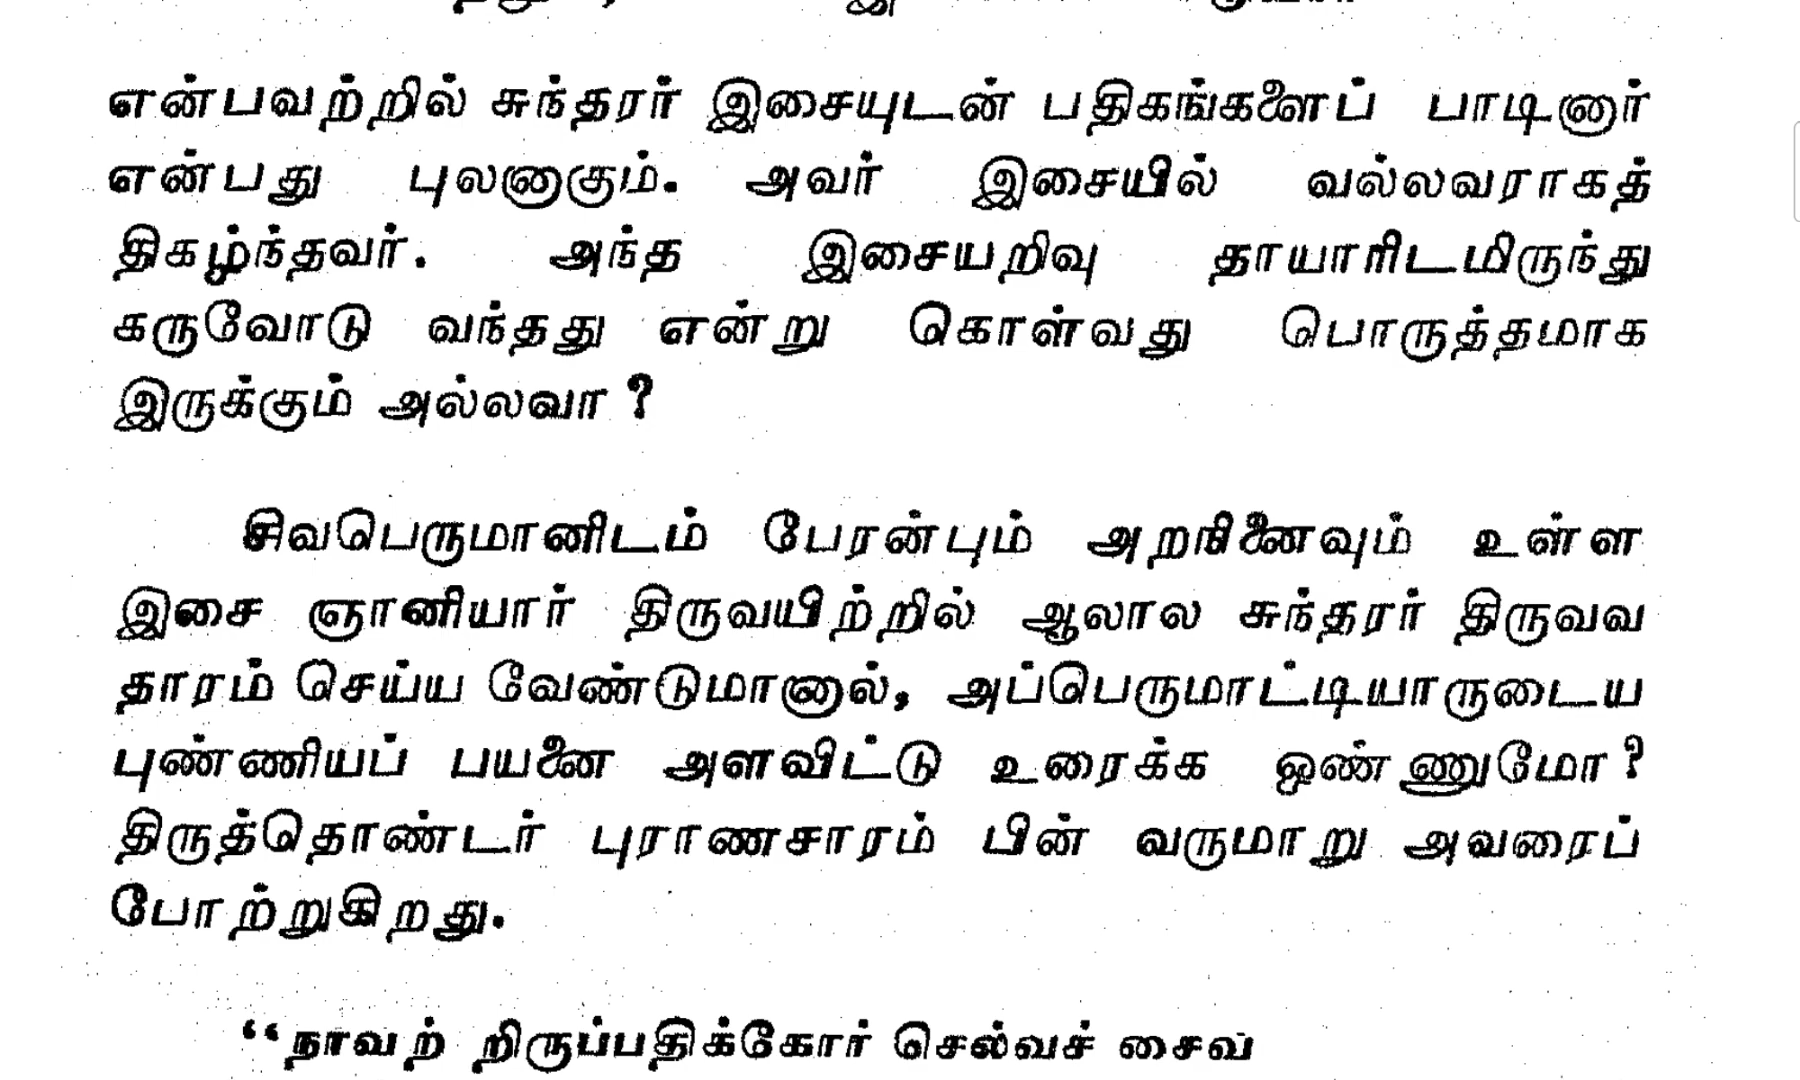 என்பவற்றில் சுந்தரர் இசையுடன் பதிகங்களைப் பாடினார்
என்பது புலனாகும். அவர் இசையில் வல்லவராகத்
திகழ்ந்தவர். அந்த இசையறிவு தாயாரிடமிருந்து
கருவோடு வந்தது என்று கொள்வது பொருத்தமாக
இருக்கும் அல்லவா ?
சிவபெருமானிடம் பேரன்பும் அறநினைவும் உள்ள
இசை ஞானியார் திருவயிற்றில் ஆலால சுந்தரர் திருவவ
தாரம் செய்ய வேண்டுமானால், அப்பெருமாட்டியாருடைய
புண்ணியப் பயனை அளவிட்டு உரைக்க ஒண்ணுமோ ?
திருத்தொண்டர் புராணசாரம் பின் வருமாறு அவரைப்
போற்றுகிறது.
“நாவற் றிருப்பதிக்கோர் செல்வச் சைவ